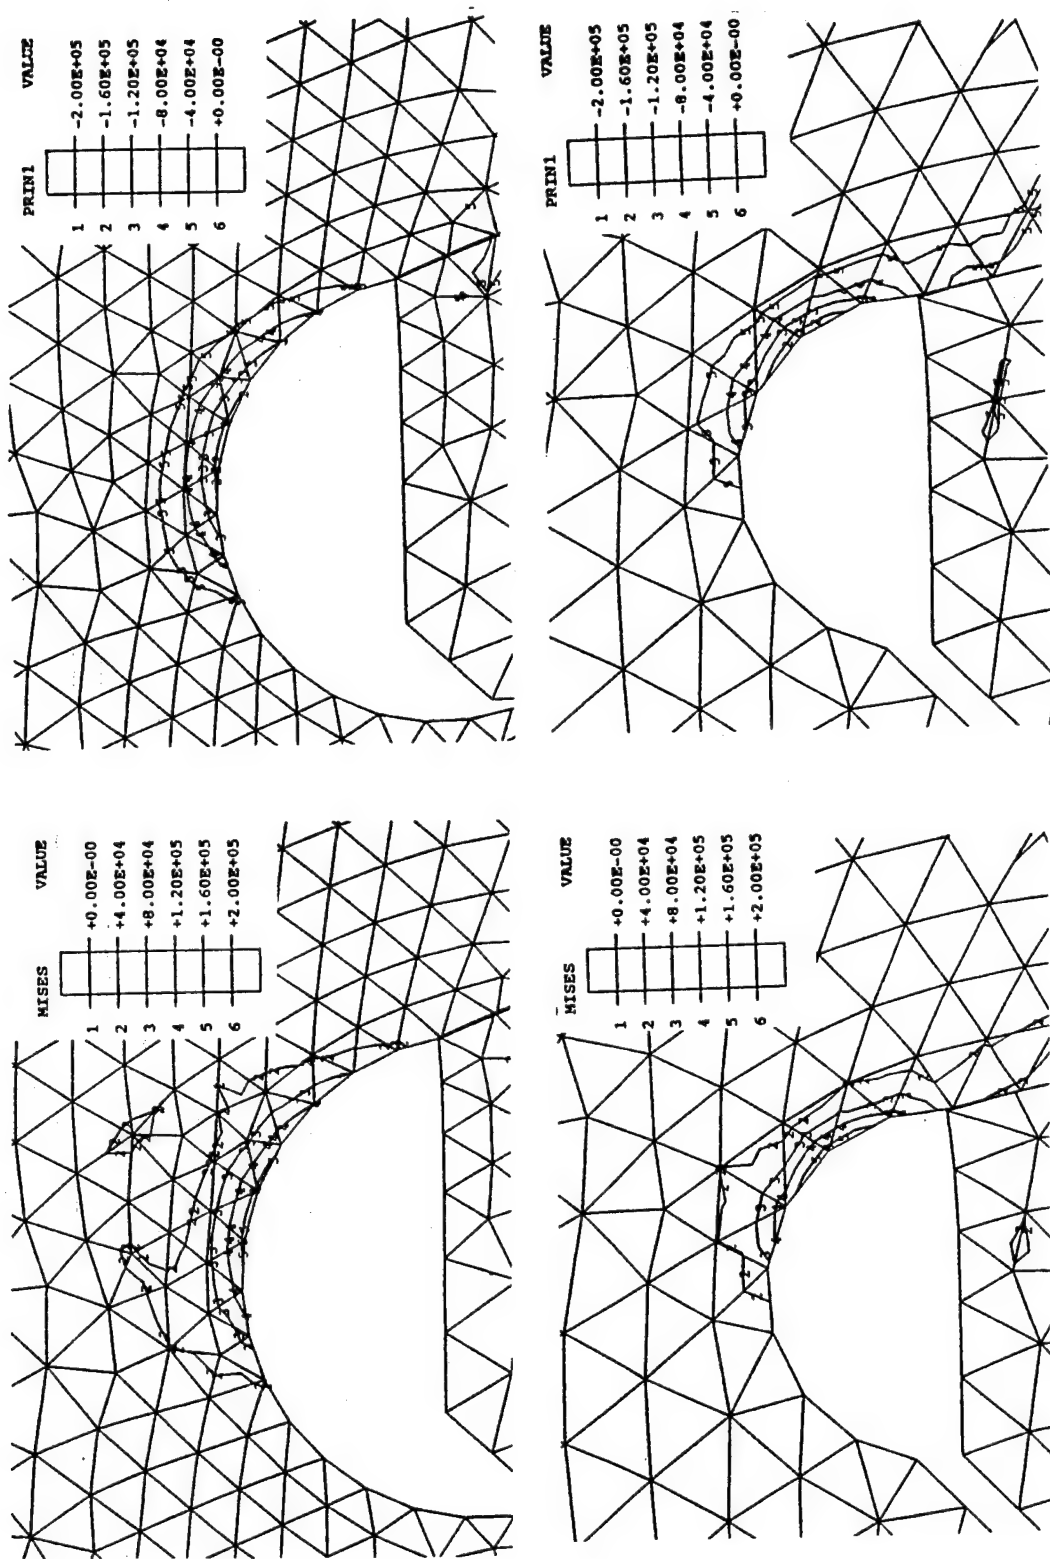 MISES VALUE
1 +0.00E-00
2 +4.00E+04
3 +8.00E+04
4 +1.20E+05
5 +1.60E+05
6 +2.00E+05
PRIN1 VALUE
1 -2.00E+05
2 -1.60E+05
3 -1.20E+05
4 -8.00E+04
5 -4.00E+04
6 +0.00E-00
MISES VALUE
1 +0.00E-00
2 +4.00E+04
3 +8.00E+04
4 +1.20E+05
5 +1.60E+05
6 +2.00E+05
PRIN1 VALUE
1 -2.00E+05
2 -1.60E+05
3 -1.20E+05
4 -8.00E+04
5 -4.00E+04
6 +0.00E-00